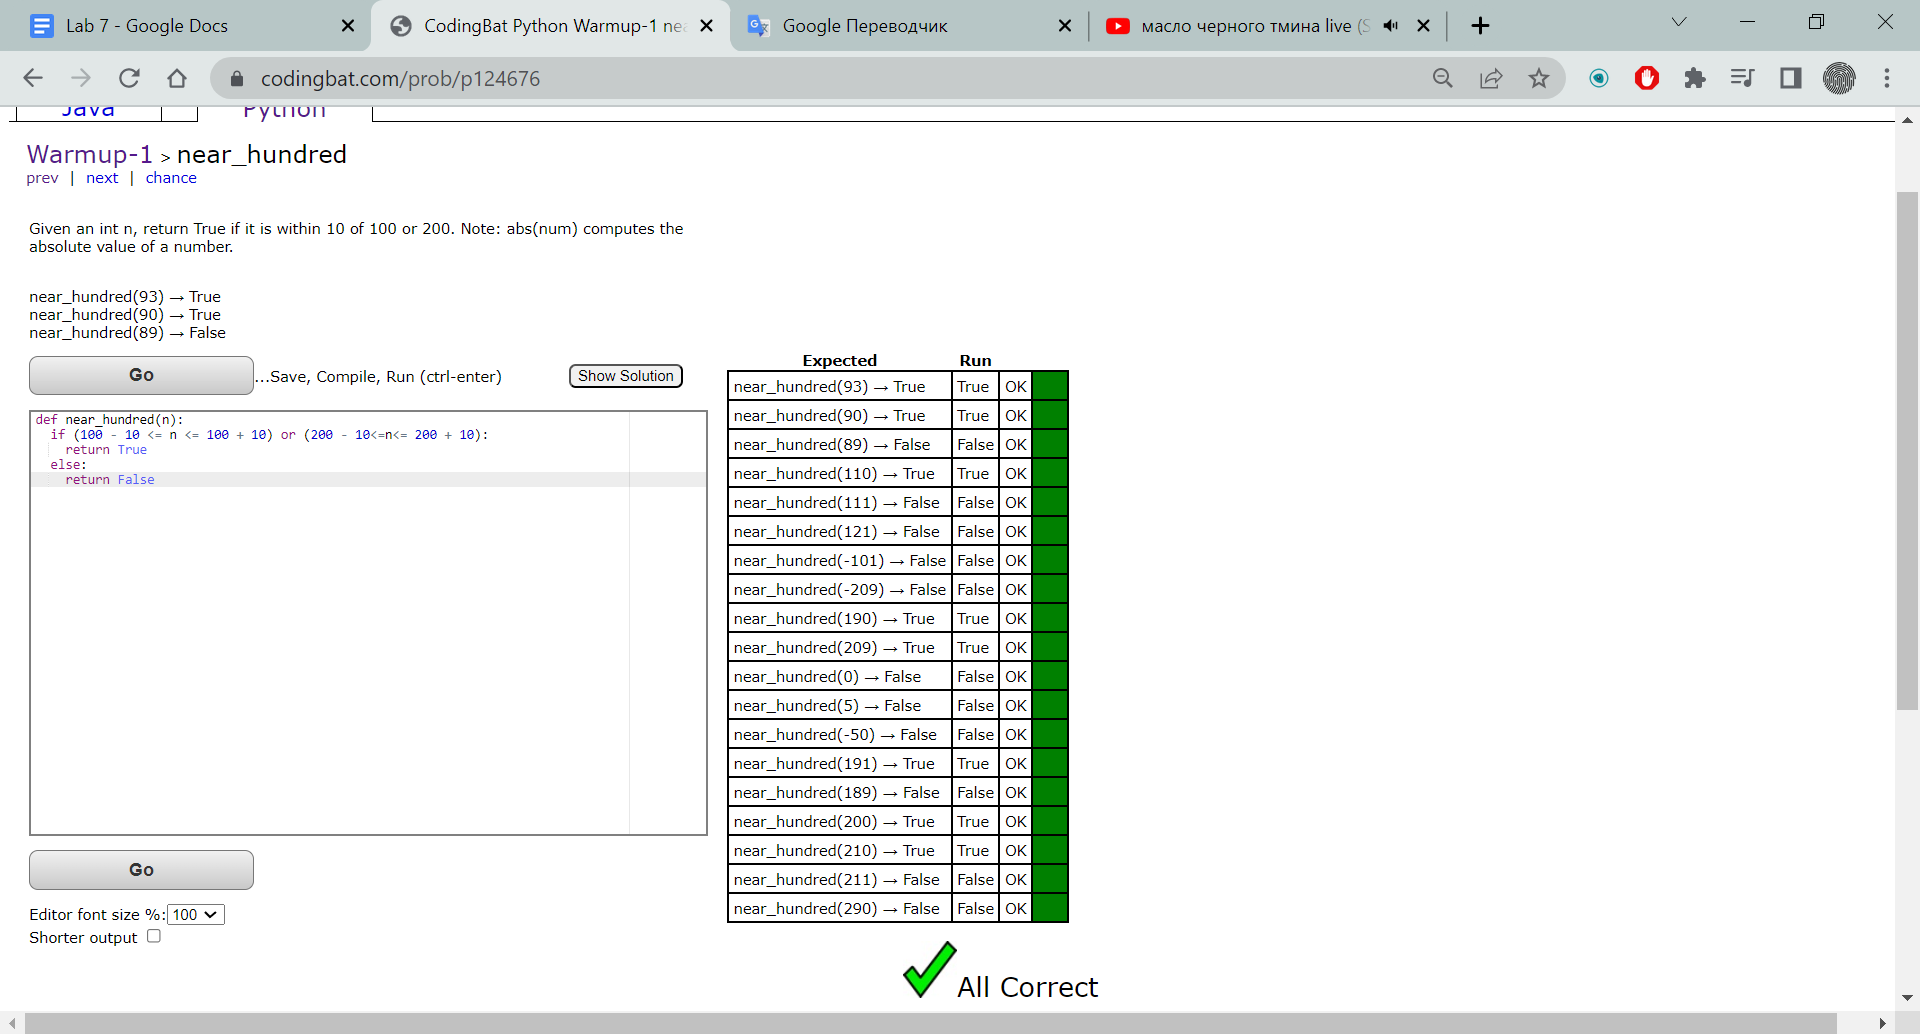 Lab 7 - Google Docs
CodingBat Python Warmup-1 nea
Google Переводчик
масло черного тмина live (S
codingbat.com/prob/p124676
Java
Python
Warmup-1 > near_hundred
prev | next | chance
Given an int n, return True if it is within 10 of 100 or 200. Note: abs(num) computes the
absolute value of a number.
near_hundred(93) → True
near_hundred(90) → True
near_hundred(89) → False
Go
...Save, Compile, Run (ctrl-enter)
Show Solution
def near_hundred(n):
  if (100 - 10 <= n <= 100 + 10) or (200 - 10<=n<= 200 + 10):
    return True
  else:
    return False
Go
Editor font size %: 100
Shorter output
Expected Run
near_hundred(93) → True True OK
near_hundred(90) → True True OK
near_hundred(89) → False False OK
near_hundred(110) → True True OK
near_hundred(111) → False False OK
near_hundred(121) → False False OK
near_hundred(-101) → False False OK
near_hundred(-209) → False False OK
near_hundred(190) → True True OK
near_hundred(209) → True True OK
near_hundred(0) → False False OK
near_hundred(5) → False False OK
near_hundred(-50) → False False OK
near_hundred(191) → True True OK
near_hundred(189) → False False OK
near_hundred(200) → True True OK
near_hundred(210) → True True OK
near_hundred(211) → False False OK
near_hundred(290) → False False OK
All Correct